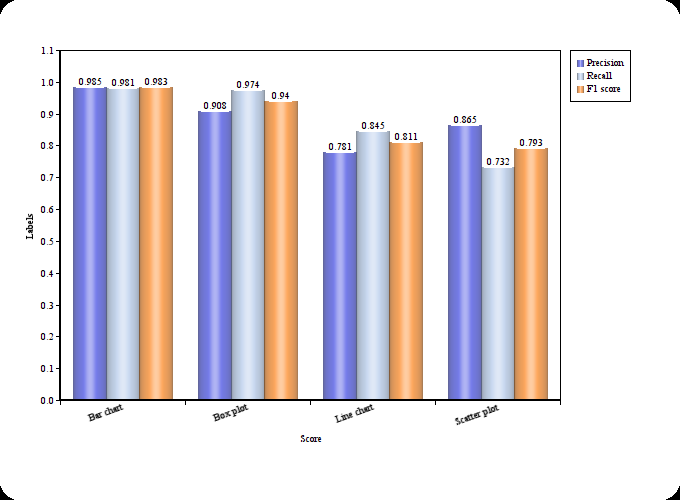 1.1
1.0
0.9
0.8
0.7
0.6
0.5
0.4
0.3
0.2
0.1
0.0
Labels
0.985 0.981 0.983
0.908 0.974 0.94
0.781 0.845 0.811
0.865 0.732 0.793
Bar chart Box plot Line chart Scatter plot
Score
Precision
Recall
F1 score